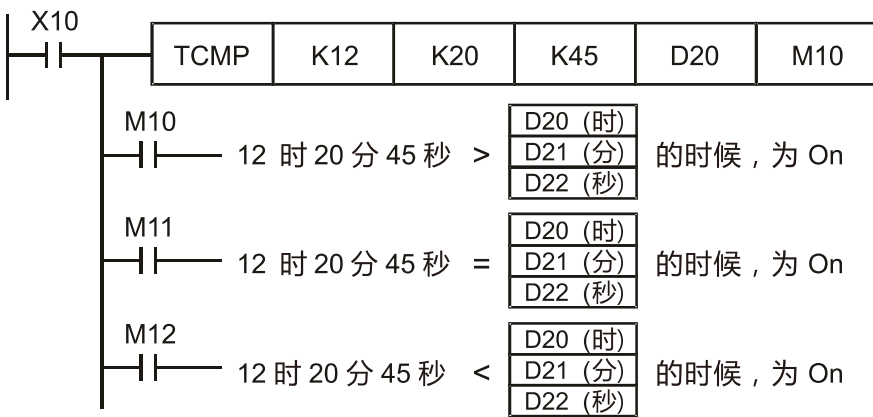 X10
TCMP K12 K20 K45 D20 M10
M10
12 时 20 分 45 秒 > D20 (时) 的时候，为 On
D21 (分)
D22 (秒)
M11
12 时 20 分 45 秒 = D20 (时) 的时候，为 On
D21 (分)
D22 (秒)
M12
12 时 20 分 45 秒 < D20 (时) 的时候，为 On
D21 (分)
D22 (秒)